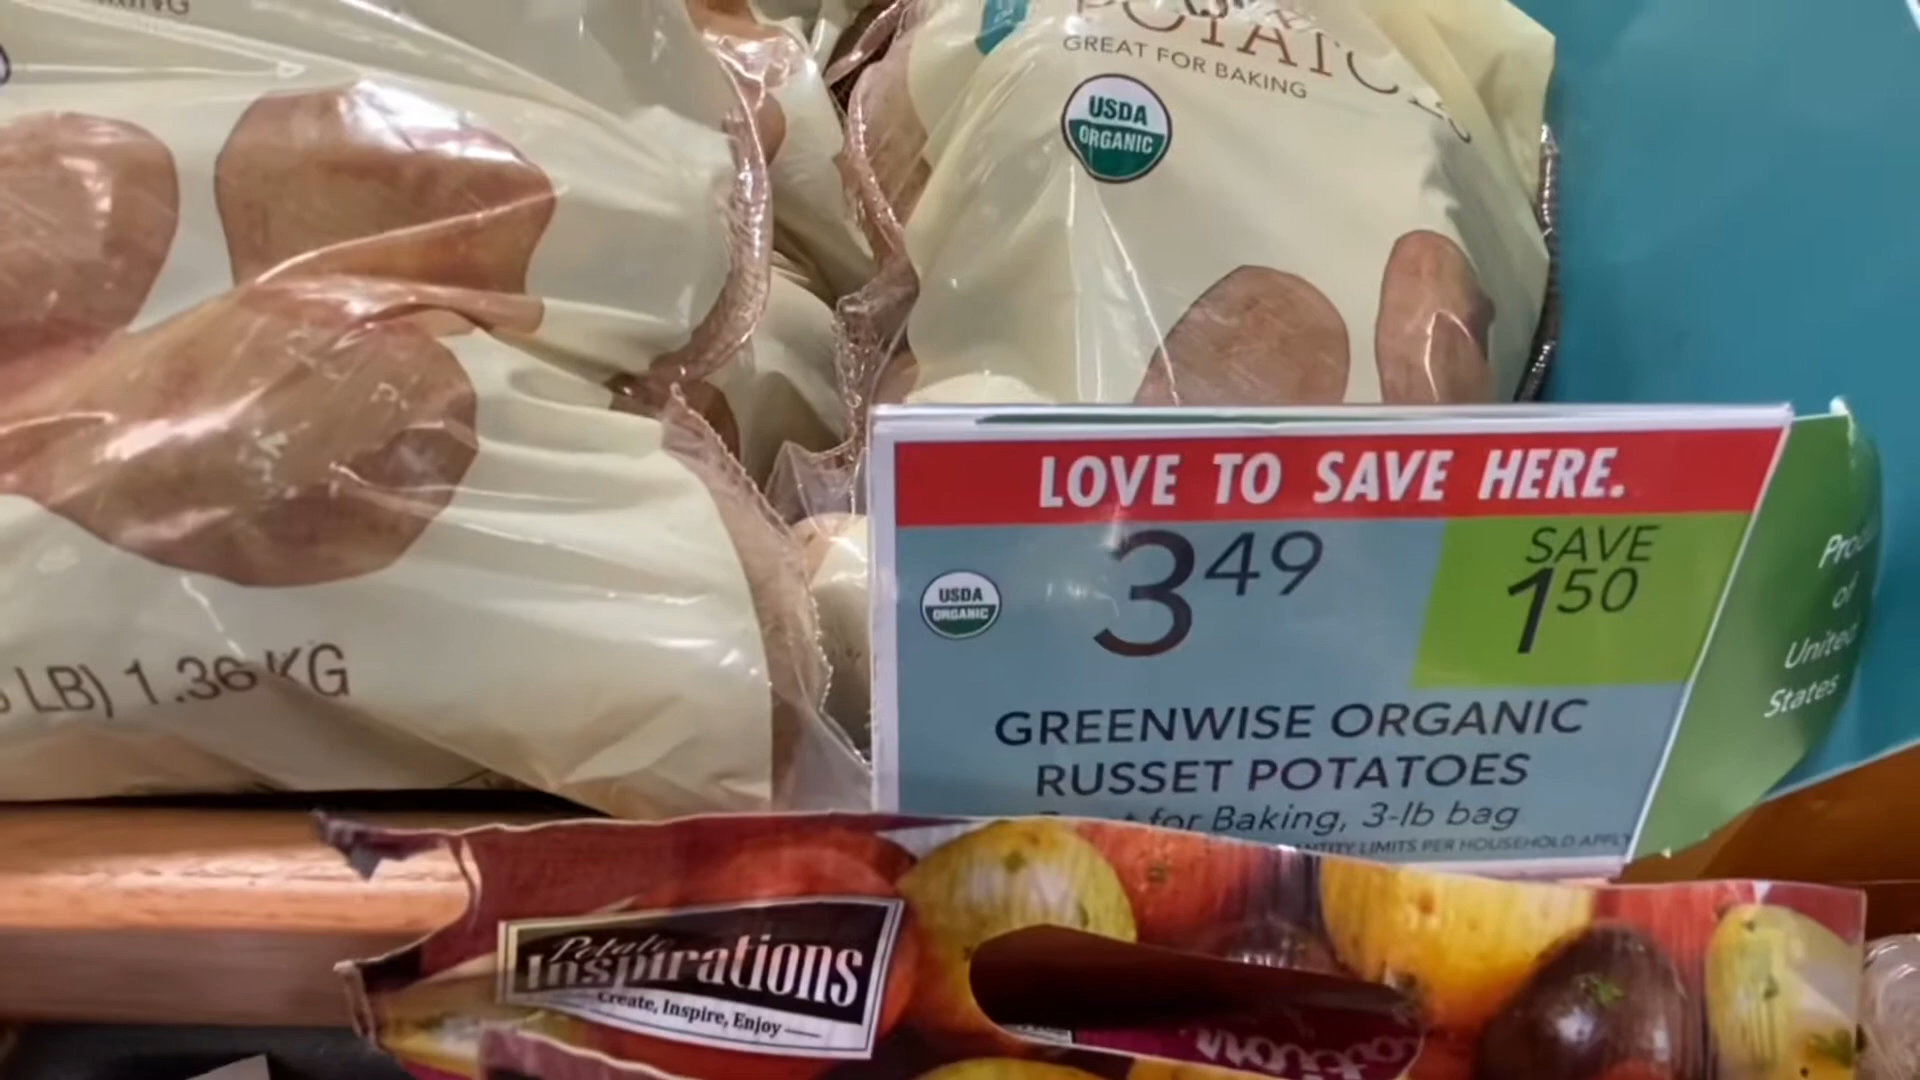 GREAT FOR BAKING
USDA
ORGANIC
LB) 1.36 KG
LOVE TO SAVE HERE.
3 49
SAVE
1 50
USDA
ORGANIC
GREENWISE ORGANIC
RUSSET POTATOES
for Baking, 3-lb bag
LIMITS PER HOUSEHOLD APPLY
of
United
States
Potato
Inspirations
Create, Inspire, Enjoy